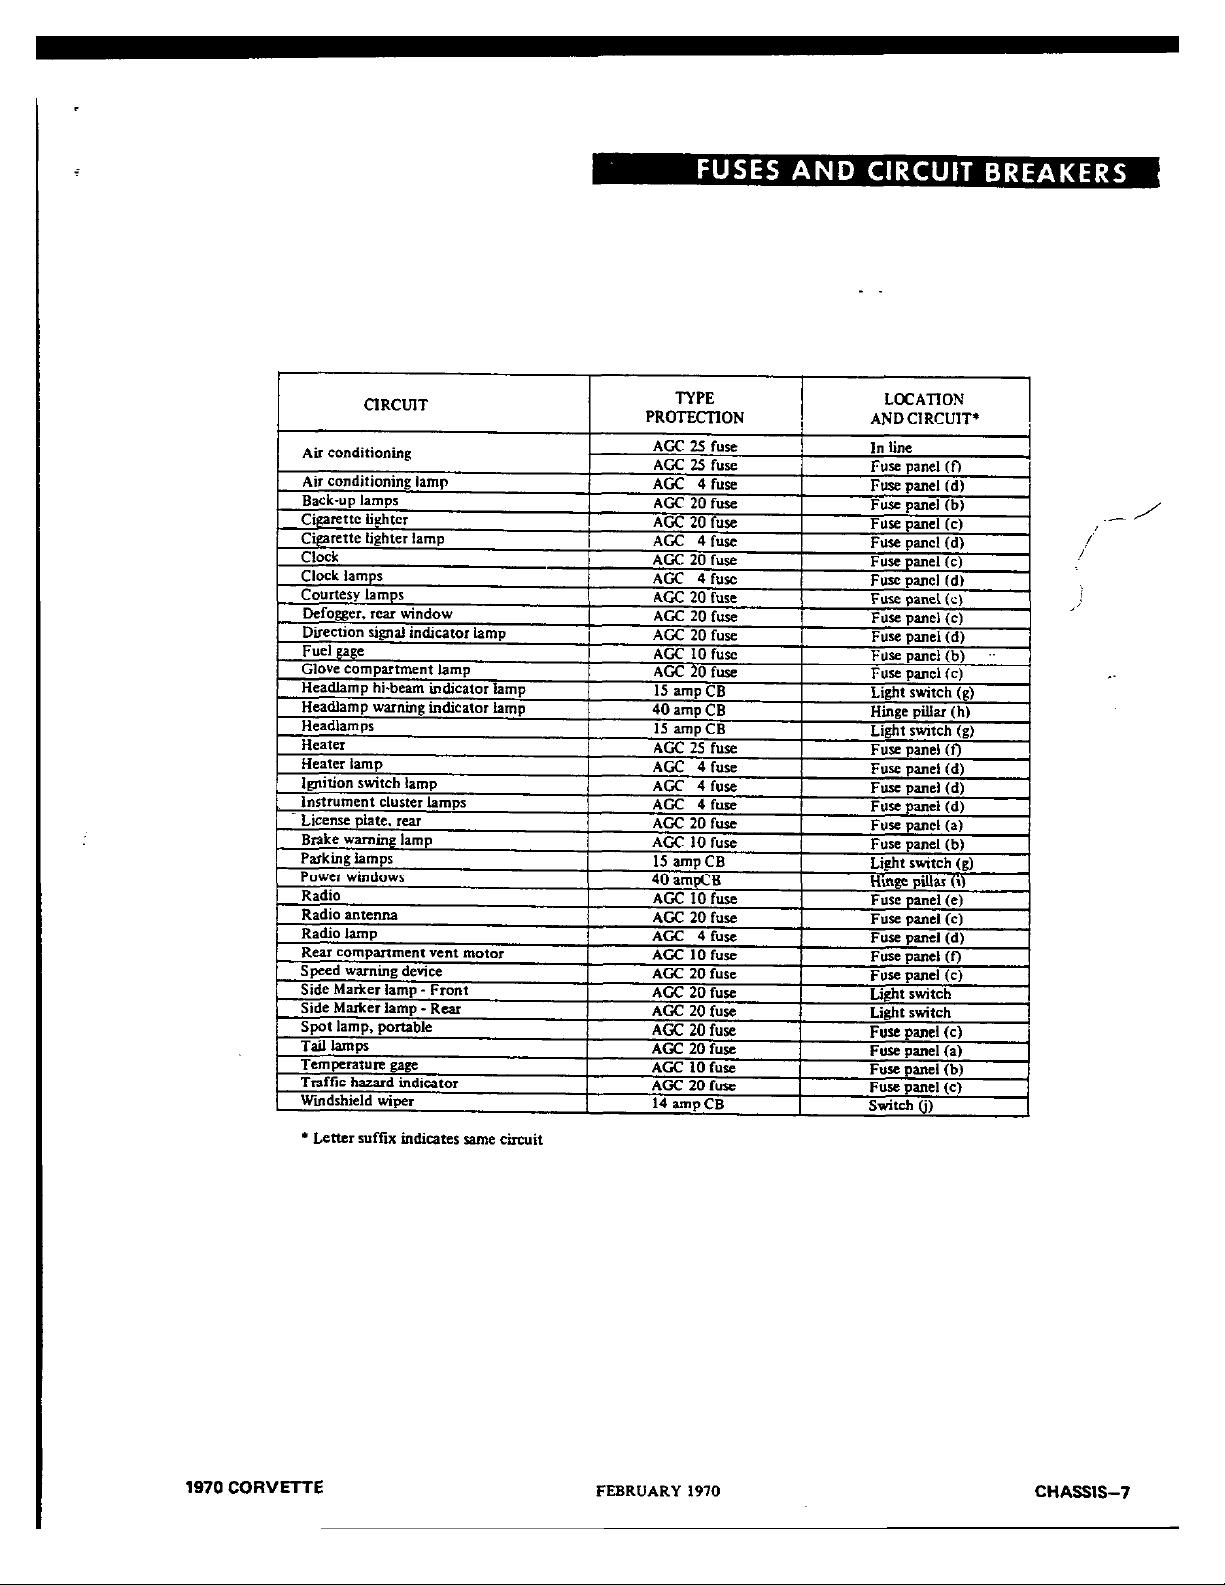 FUSES AND CIRCUIT BREAKERS
CIRCUIT TYPE PROTECTION LOCATION AND CIRCUIT*
Air conditioning AGC 25 fuse In line
AGC 25 fuse Fuse panel (f)
Air conditioning lamp AGC 4 fuse Fuse panel (d)
Back-up lamps AGC 20 fuse Fuse panel (b)
Cigarette lighter AGC 20 fuse Fuse panel (c)
Cigarette lighter lamp AGC 4 fuse Fuse panel (d)
Clock AGC 20 fuse Fuse panel (c)
Clock lamps AGC 4 fuse Fuse panel (d)
Courtesy lamps AGC 20 fuse Fuse panel (c)
Defogger, rear window AGC 20 fuse Fuse panel (c)
Direction signal indicator lamp AGC 20 fuse Fuse panel (d)
Fuel gage AGC 10 fuse Fuse panel (b)
Glove compartment lamp AGC 20 fuse Fuse panel (c)
Headlamp hi-beam indicator lamp 15 amp CB Light switch (g)
Headlamp warning indicator lamp 40 amp CB Hinge pillar (h)
Headlamps 15 amp CB Light switch (g)
Heater AGC 25 fuse Fuse panel (f)
Heater lamp AGC 4 fuse Fuse panel (d)
Ignition switch lamp AGC 4 fuse Fuse panel (d)
Instrument cluster lamps AGC 4 fuse Fuse panel (d)
License plate, rear AGC 20 fuse Fuse panel (a)
Brake warning lamp AGC 10 fuse Fuse panel (b)
Parking lamps 15 amp CB Light switch (g)
Power windows 40 ampCB Hinge pillar (i)
Radio AGC 10 fuse Fuse panel (e)
Radio antenna AGC 20 fuse Fuse panel (c)
Radio lamp AGC 4 fuse Fuse panel (d)
Rear compartment vent motor AGC 10 fuse Fuse panel (f)
Speed warning device AGC 20 fuse Fuse panel (c)
Side Marker lamp - Front AGC 20 fuse Light switch
Side Marker lamp - Rear AGC 20 fuse Light switch
Spot lamp, portable AGC 20 fuse Fuse panel (c)
Tail lamps AGC 20 fuse Fuse panel (a)
Temperature gage AGC 10 fuse Fuse panel (b)
Traffic hazard indicator AGC 20 fuse Fuse panel (c)
Windshield wiper 14 amp CB Switch (j)
* Letter suffix indicates same circuit
1970 CORVETTE FEBRUARY 1970 CHASSIS-7